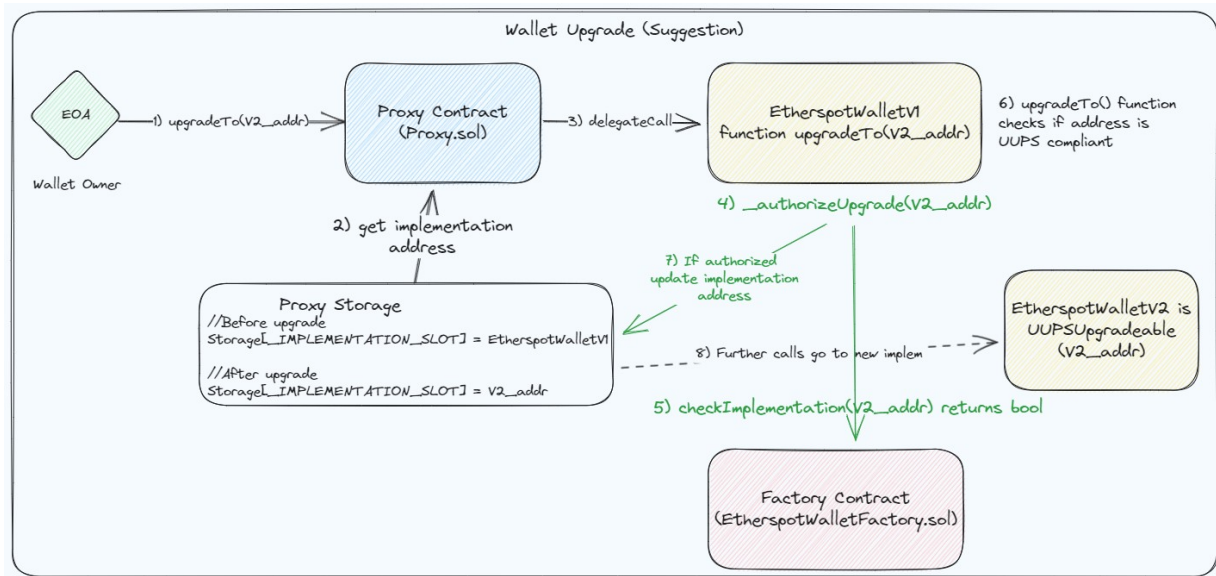 Wallet Upgrade (Suggestion)
EOA
Wallet Owner
1) upgradeTo(V2_addr)
Proxy Contract
(Proxy.sol)
3) delegateCall
EtherspotWalletV1
function upgradeTo(V2_addr)
6) upgradeTo() function
checks if address is
UUPS compliant
2) get implementation
address
4) _authorizeUpgrade(V2_addr)
7) If authorized
update implementation
address
Proxy Storage
//Before upgrade
Storage[_IMPLEMENTATION_SLOT] = EtherspotWalletV1
//After upgrade
Storage[_IMPLEMENTATION_SLOT] = V2_addr
8) Further calls go to new implem
EtherspotWalletV2 is
UUPSUpgradeable
(V2_addr)
5) checkImplementation(V2_addr) returns bool
Factory Contract
(EtherspotWalletFactory.sol)